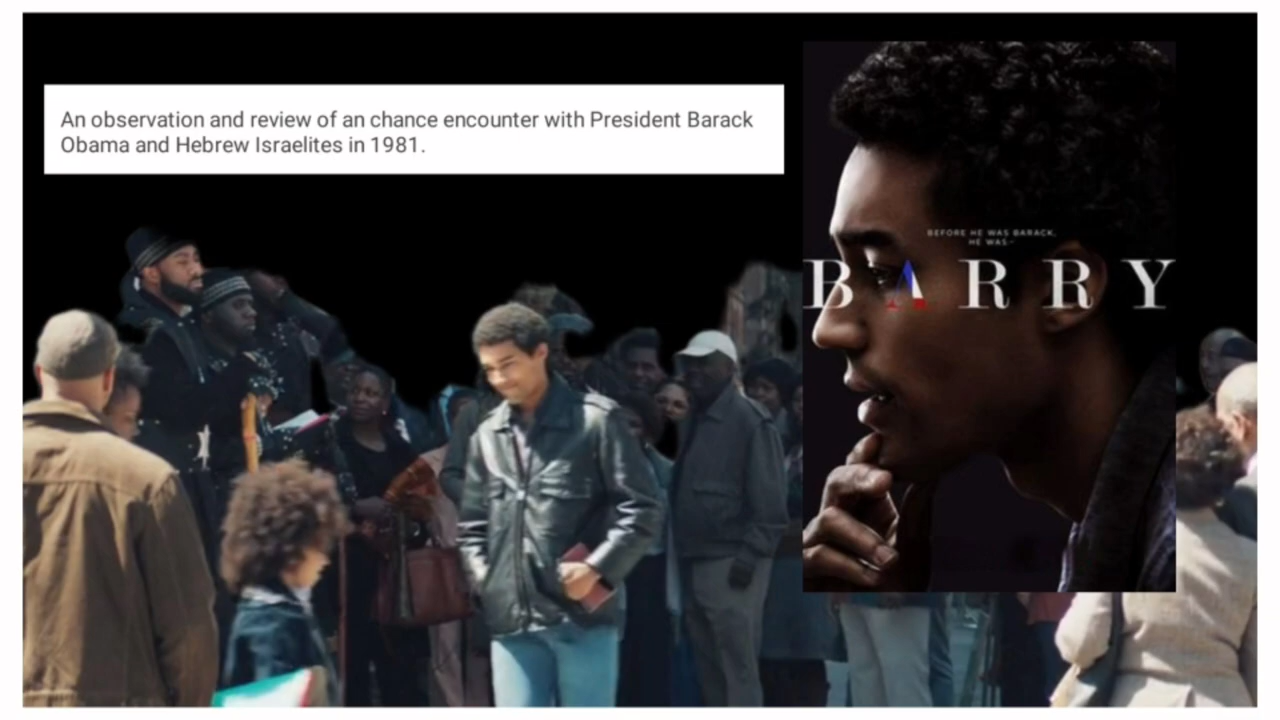 An observation and review of an chance encounter with President Barack
Obama and Hebrew Israelites in 1981.
BEFORE HE WAS BARACK,
HE WAS
BARRY